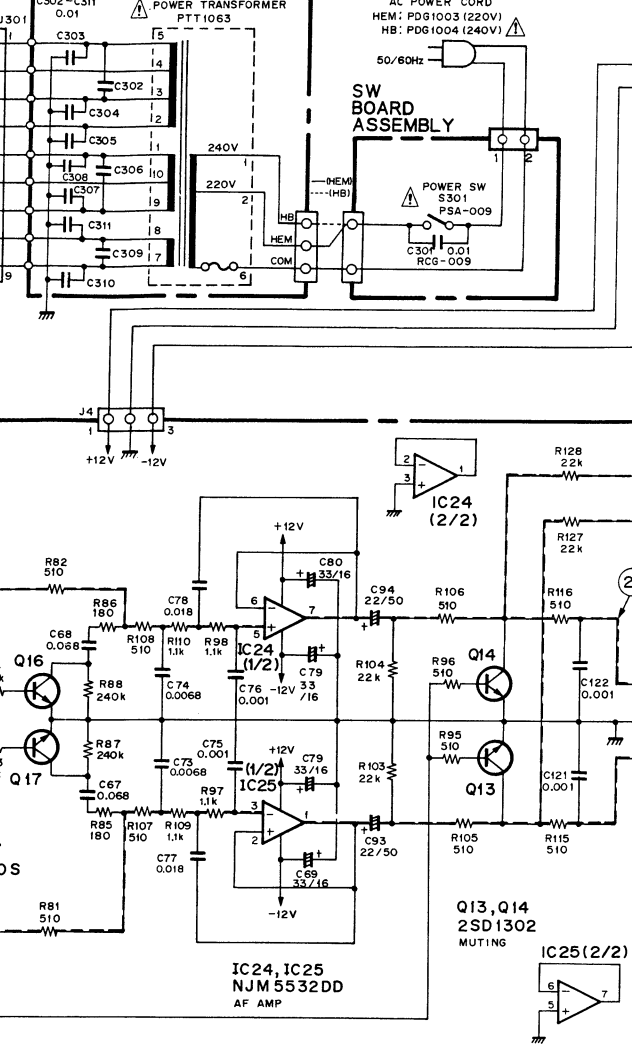 C302-C311
0.01
POWER TRANSFORMER
PTT1063
AC POWER CORD
HEM: PDG1003 (220V)
HB: PDG1004 (240V)
J301
1
C303
C302
C304
C305
C308
C306
C307
C311
C309
C310
9
5
4
3
2
1
10
9
8
7
240V
1
220V
2
6
50/60Hz
SW
BOARD
ASSEMBLY
1
2
(HEM)
(HB)
HB
HEM
COM
POWER SW
S301
PSA-009
C301 0.01
RCG-009
J4
1
3
+12V
-12V
2
3
1
IC24
(2/2)
R128
22k
R127
22k
+12V
C80
33/16
R82
510
R86
180
C78
0.018
C68
0.068
R108
510
R110
1.1k
R98
1.1k
6
5
7
IC24
(1/2)
C94
22/50
R106
510
R116
510
2
Q16
R88
240k
C74
0.0068
C76
0.001
-12V
C79
33
/16
R104
22k
R96
510
Q14
C122
0.001
R87
240k
Q17
C73
0.0068
C75
0.001
+12V
(1/2)
IC25
C79
33/16
R103
22k
R95
510
Q13
C121
0.001
C67
0.068
R97
1.1k
R85
180
R107
510
R109
1.1k
3
2
1
C77
0.018
C93
22/50
R105
510
R115
510
C69
33/16
-12V
OS
R81
510
Q13, Q14
2SD1302
MUTING
IC25(2/2)
6
5
7
IC24, IC25
NJM5532DD
AF AMP